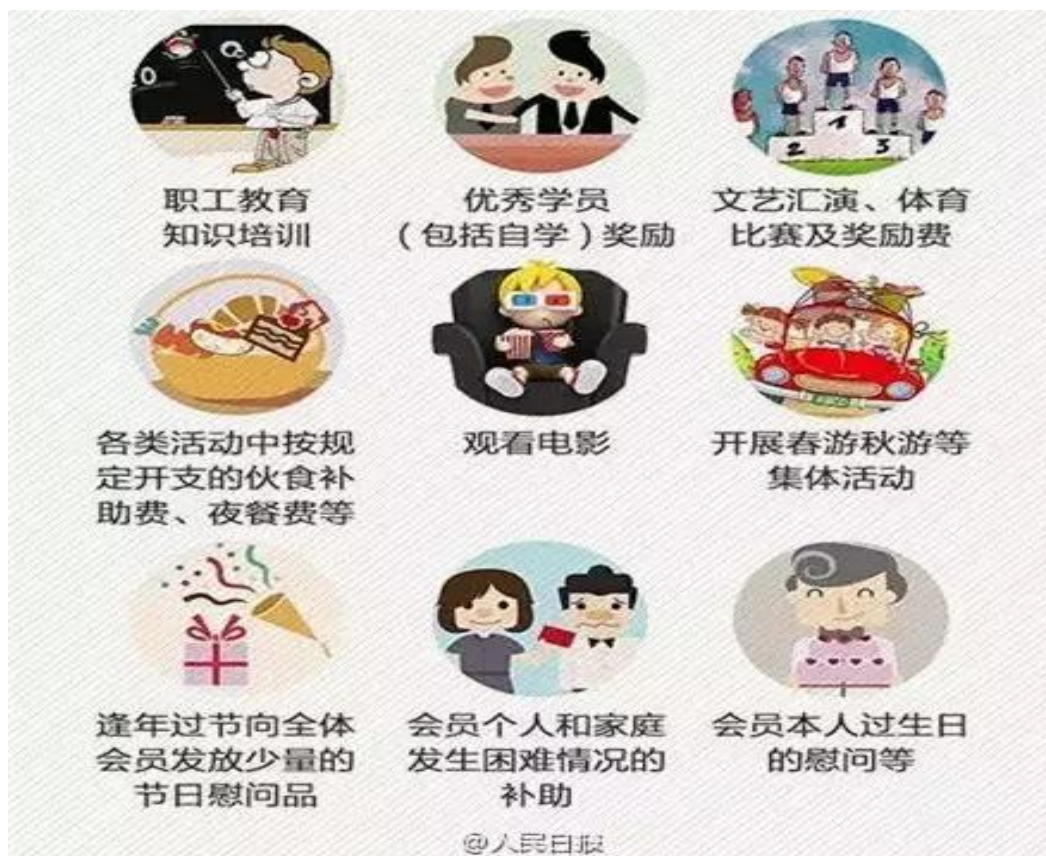 职工教育
知识培训
优秀学员
（包括自学）奖励
文艺汇演、体育
比赛及奖励费
2
1
3
各类活动中按规
定开支的伙食补
助费、夜餐费等
观看电影
开展春游秋游等
集体活动
逢年过节向全体
会员发放少量的
节日慰问品
会员个人和家庭
发生困难情况的
补助
会员本人过生日
的慰问等
@人民日报